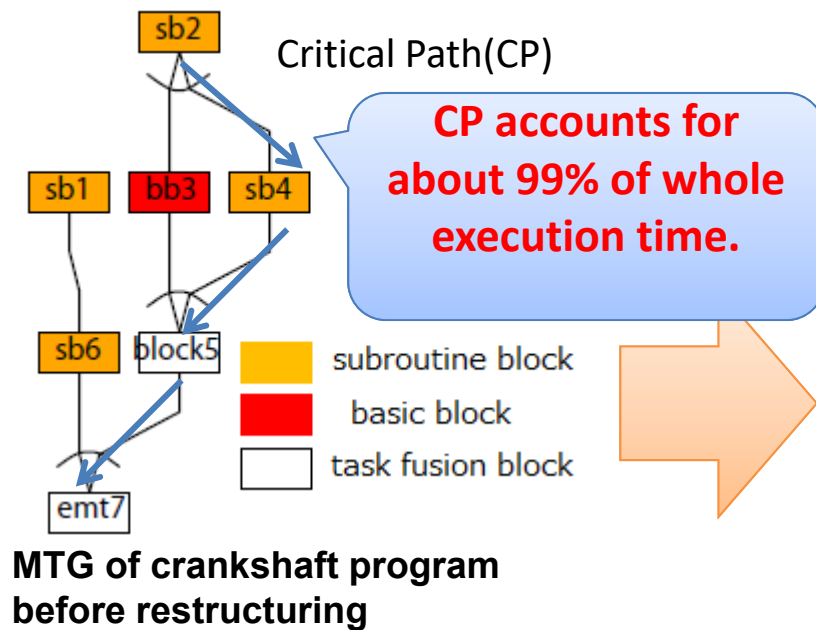 sb2
Critical Path(CP)
CP accounts for
about 99% of whole
execution time.
sb1
bb3
sb4
sb6
block5
subroutine block
basic block
task fusion block
emt7
MTG of crankshaft program
before restructuring